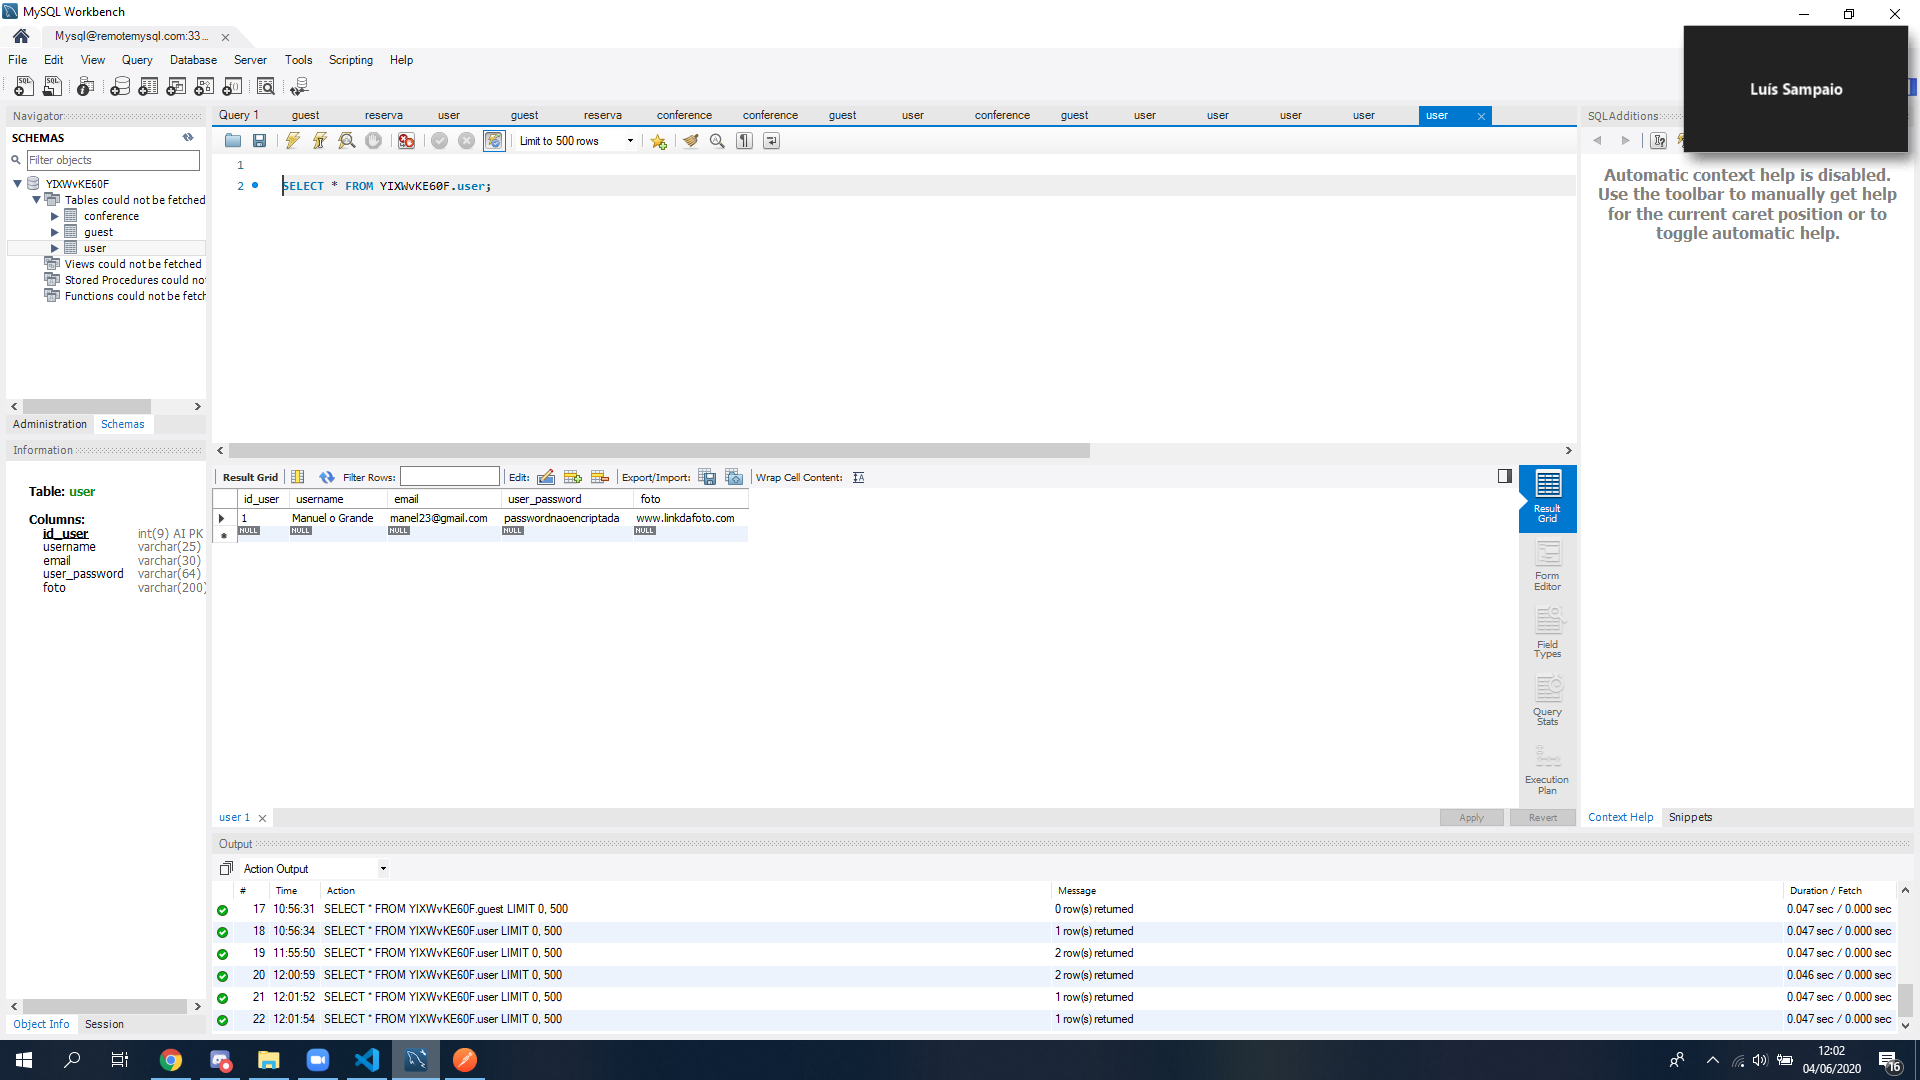 MySQL Workbench
Mysql@remotemysql.com:33...
File Edit View Query Database Server Tools Scripting Help
Luís Sampaio
Navigator
SCHEMAS
Filter objects
YIXWvKE60F
Tables could not be fetched
conference
guest
user
Views could not be fetched
Stored Procedures could not
Functions could not be fetch
Administration Schemas
Information
Table: user
Columns:
id_user int(9) AI PK
username varchar(25)
email varchar(30)
user_password varchar(64)
foto varchar(200)
Object Info Session
Query 1 guest reserva user guest reserva conference conference guest user conference guest user user user user user
Limit to 500 rows
1
2 SELECT * FROM YIXWvKE60F.user;
Result Grid Filter Rows: Edit: Export/Import: Wrap Cell Content:
id_user username email user_password foto
1 Manuel o Grande manel23@gmail.com passwordnaoencriptada www.linkdafoto.com
NULL NULL NULL NULL NULL
Result Grid
Form Editor
Field Types
Query Stats
Execution Plan
user 1
Apply Revert
SQLAdditions
Automatic context help is disabled.
Use the toolbar to manually get help
for the current caret position or to
toggle automatic help.
Context Help Snippets
Output
Action Output
# Time Action Message Duration / Fetch
17 10:56:31 SELECT * FROM YIXWvKE60F.guest LIMIT 0, 500 0 row(s) returned 0.047 sec / 0.000 sec
18 10:56:34 SELECT * FROM YIXWvKE60F.user LIMIT 0, 500 1 row(s) returned 0.047 sec / 0.000 sec
19 11:55:50 SELECT * FROM YIXWvKE60F.user LIMIT 0, 500 2 row(s) returned 0.047 sec / 0.000 sec
20 12:00:59 SELECT * FROM YIXWvKE60F.user LIMIT 0, 500 2 row(s) returned 0.046 sec / 0.000 sec
21 12:01:52 SELECT * FROM YIXWvKE60F.user LIMIT 0, 500 1 row(s) returned 0.047 sec / 0.000 sec
22 12:01:54 SELECT * FROM YIXWvKE60F.user LIMIT 0, 500 1 row(s) returned 0.047 sec / 0.000 sec
12:02
04/06/2020
16